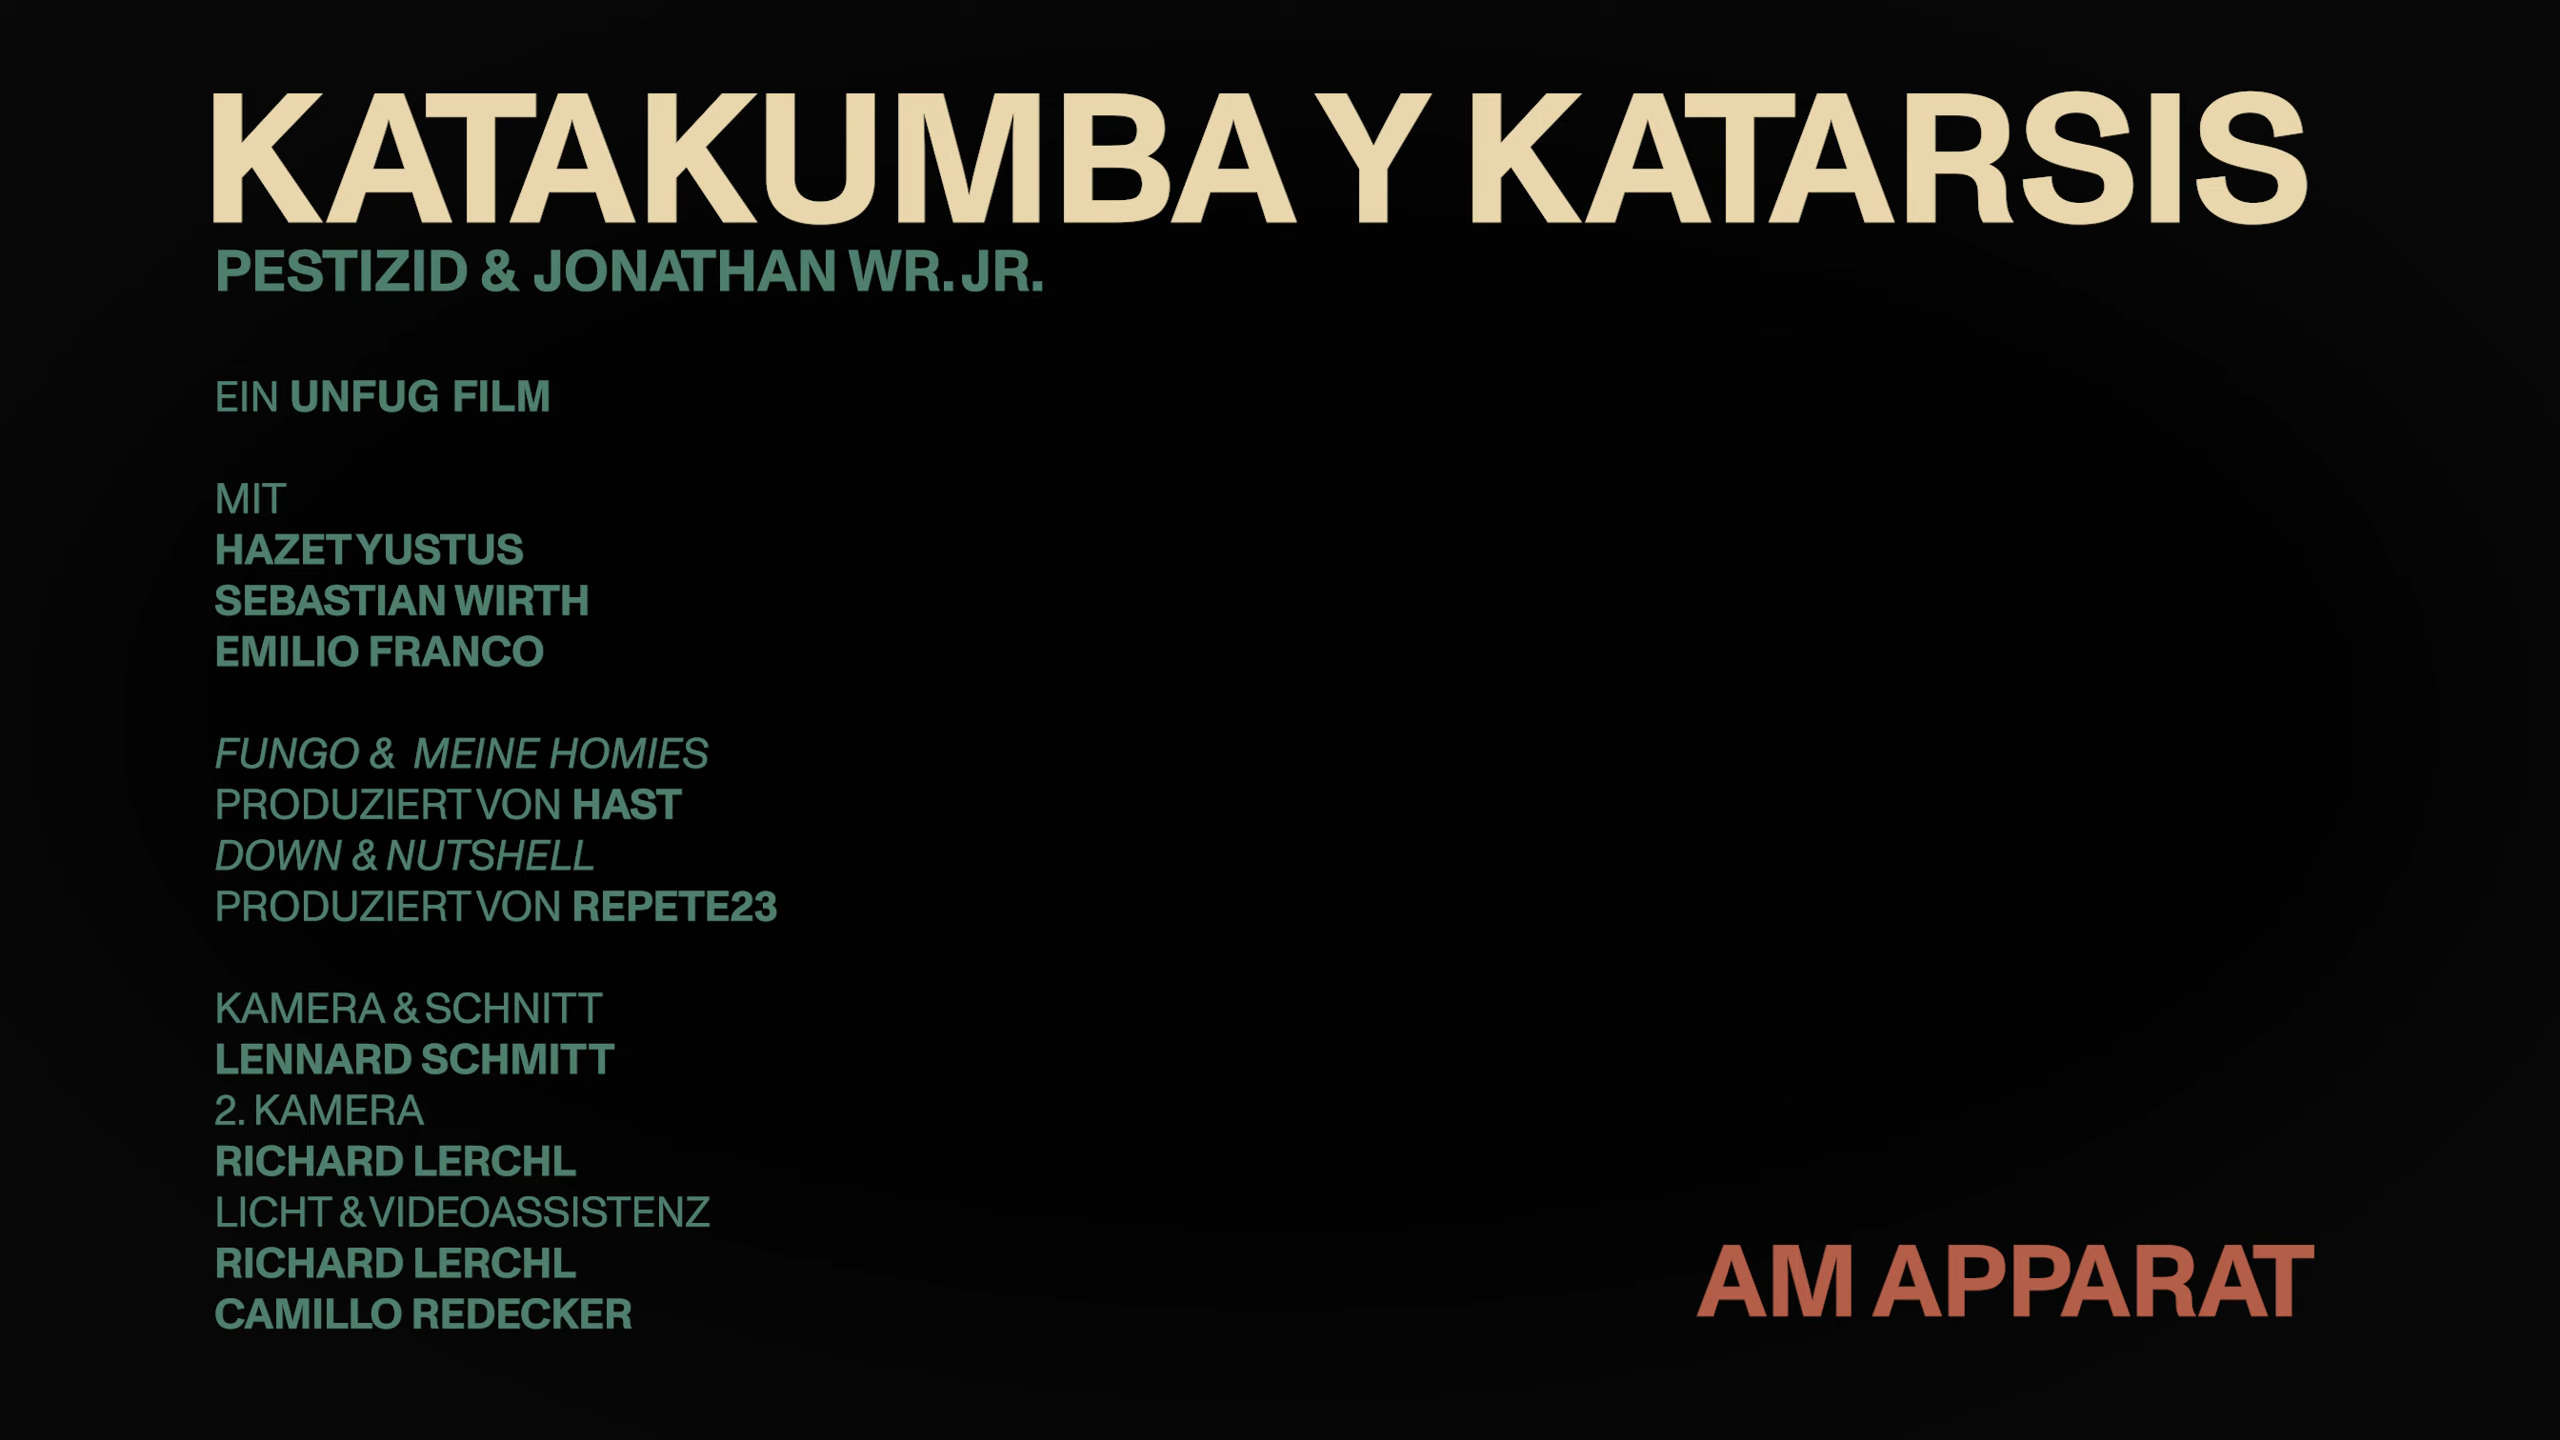 KATAKUMBA Y KATARSIS
PESTIZID & JONATHAN WR. JR.
EIN UNFUG FILM
MIT
HAZET YUSTUS
SEBASTIAN WIRTH
EMILIO FRANCO
FUNGO & MEINE HOMIES
PRODUZIERT VON HAST
DOWN & NUTSHELL
PRODUZIERT VON REPETE23
KAMERA & SCHNITT
LENNARD SCHMITT
2. KAMERA
RICHARD LERCHL
LICHT & VIDEOASSISTENZ
RICHARD LERCHL
CAMILLO REDECKER
AM APPARAT